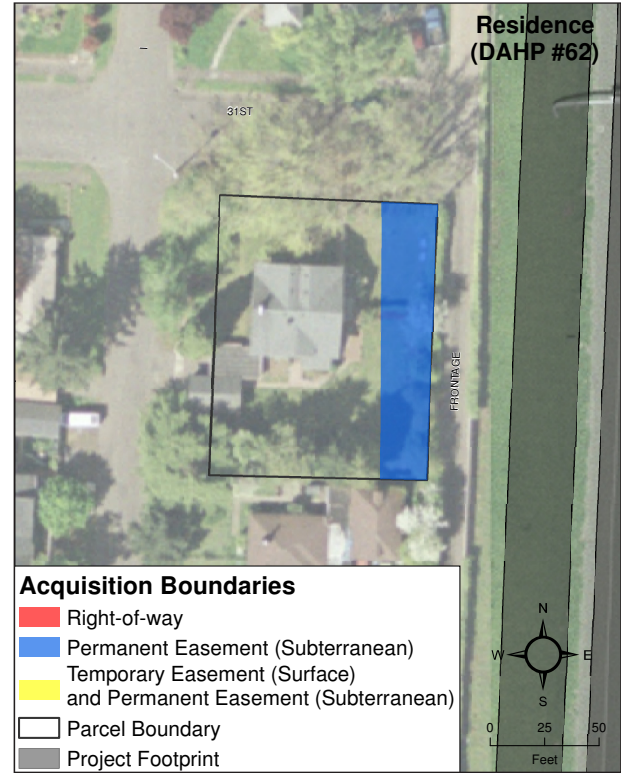 Residence
(DAHP #62)
31ST
FRONTAGE
Acquisition Boundaries
Right-of-way
Permanent Easement (Subterranean)
Temporary Easement (Surface)
and Permanent Easement (Subterranean)
Parcel Boundary
Project Footprint
N
W E
S
0 25 50
Feet